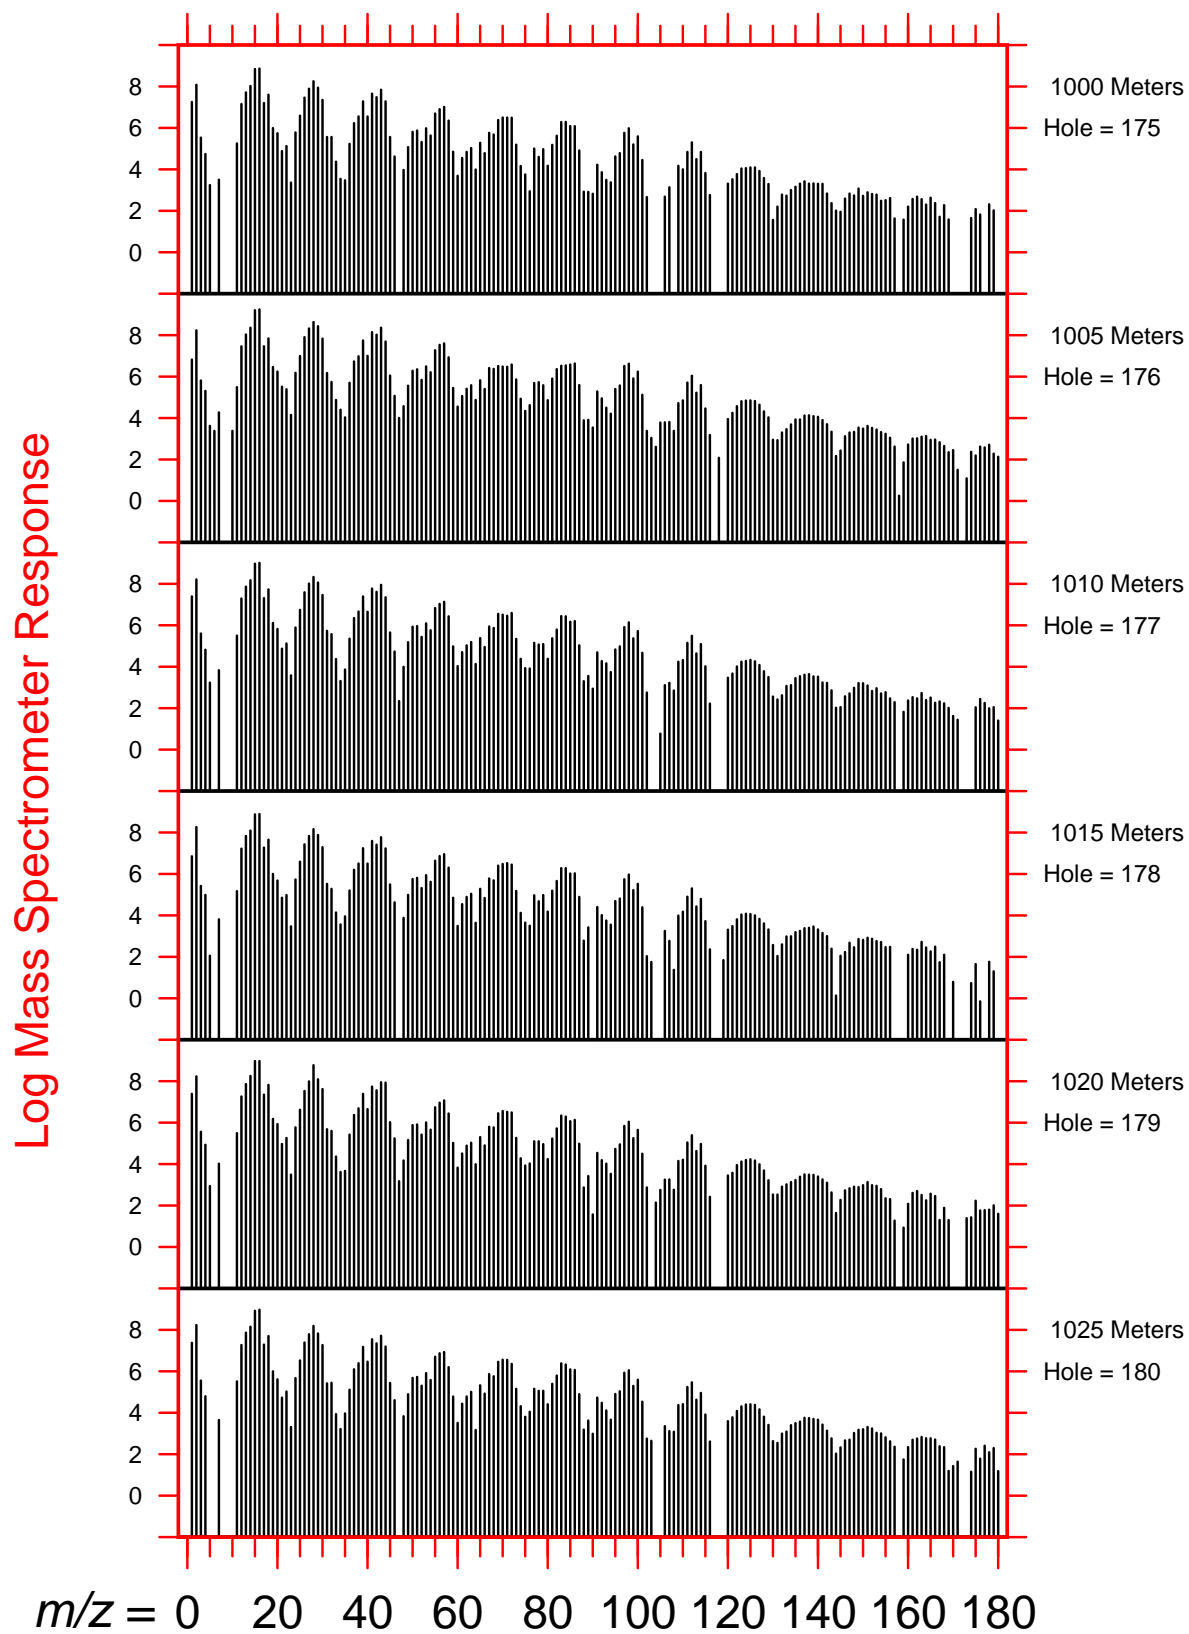 Log Mass Spectrometer Response
8
6
4
2
0
1000 Meters
Hole = 175
8
6
4
2
0
1005 Meters
Hole = 176
8
6
4
2
0
1010 Meters
Hole = 177
8
6
4
2
0
1015 Meters
Hole = 178
8
6
4
2
0
1020 Meters
Hole = 179
8
6
4
2
0
1025 Meters
Hole = 180
m/z = 0 20 40 60 80 100 120 140 160 180